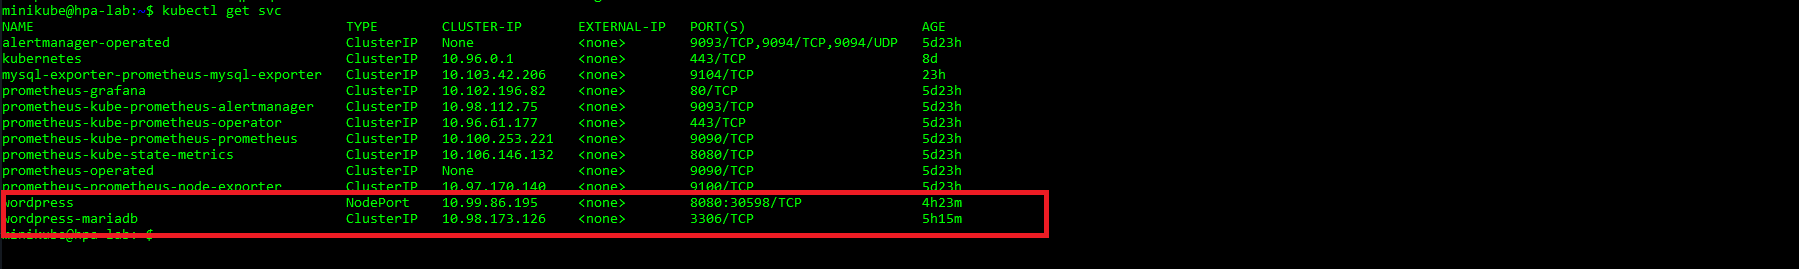 minikube@hpa-lab:~$ kubectl get svc
NAME TYPE CLUSTER-IP EXTERNAL-IP PORT(S) AGE
alertmanager-operated ClusterIP None <none> 9093/TCP,9094/TCP,9094/UDP 5d23h
kubernetes ClusterIP 10.96.0.1 <none> 443/TCP 8d
mysql-exporter-prometheus-mysql-exporter ClusterIP 10.103.42.206 <none> 9104/TCP 23h
prometheus-grafana ClusterIP 10.102.196.82 <none> 80/TCP 5d23h
prometheus-kube-prometheus-alertmanager ClusterIP 10.98.112.75 <none> 9093/TCP 5d23h
prometheus-kube-prometheus-operator ClusterIP 10.96.61.177 <none> 443/TCP 5d23h
prometheus-kube-prometheus-prometheus ClusterIP 10.100.253.221 <none> 9090/TCP 5d23h
prometheus-kube-state-metrics ClusterIP 10.106.146.132 <none> 8080/TCP 5d23h
prometheus-operated ClusterIP None <none> 9090/TCP 5d23h
prometheus-prometheus-node-exporter ClusterIP 10.97.170.140 <none> 9100/TCP 5d23h
wordpress NodePort 10.99.86.195 <none> 8080:30598/TCP 4h23m
wordpress-mariadb ClusterIP 10.98.173.126 <none> 3306/TCP 5h15m
minikube@hpa-lab:~$